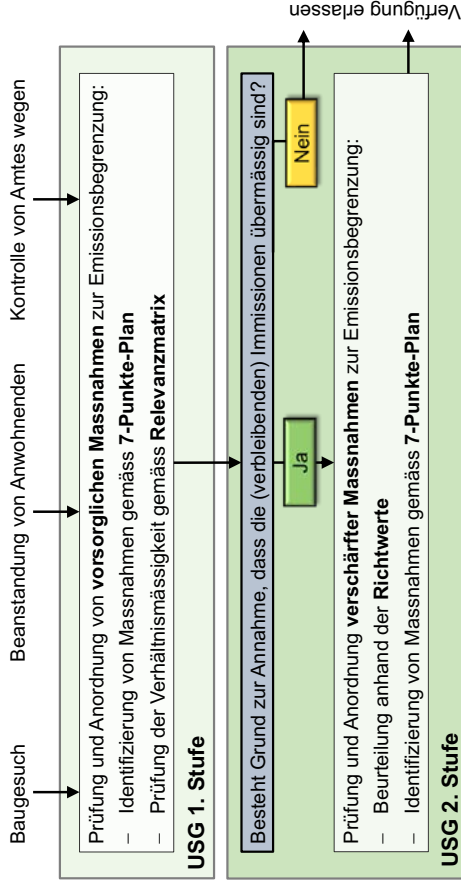 Baugesuch
Beanstandung von Anwohnenden
Kontrolle von Amtes wegen
Prüfung und Anordnung von vorsorglichen Massnahmen zur Emissionsbegrenzung:
– Identifizierung von Massnahmen gemäss 7-Punkte-Plan
– Prüfung der Verhältnismässigkeit gemäss Relevanzmatrix
USG 1. Stufe
Besteht Grund zur Annahme, dass die (verbleibenden) Immissionen übermässig sind?
Ja
Nein
Prüfung und Anordnung verschärfter Massnahmen zur Emissionsbegrenzung:
– Beurteilung anhand der Richtwerte
– Identifizierung von Massnahmen gemäss 7-Punkte-Plan
USG 2. Stufe
Verfügung erlassen